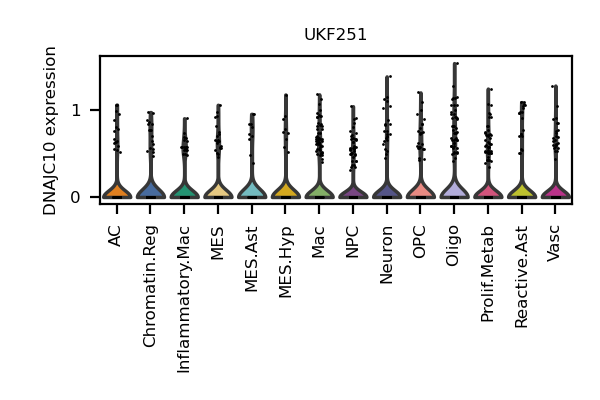 UKF251
DNAJC10 expression
1
0
AC
Chromatin.Reg
Inflammatory.Mac
MES
MES.Ast
MES.Hyp
Mac
NPC
Neuron
OPC
Oligo
Prolif.Metab
Reactive.Ast
Vasc